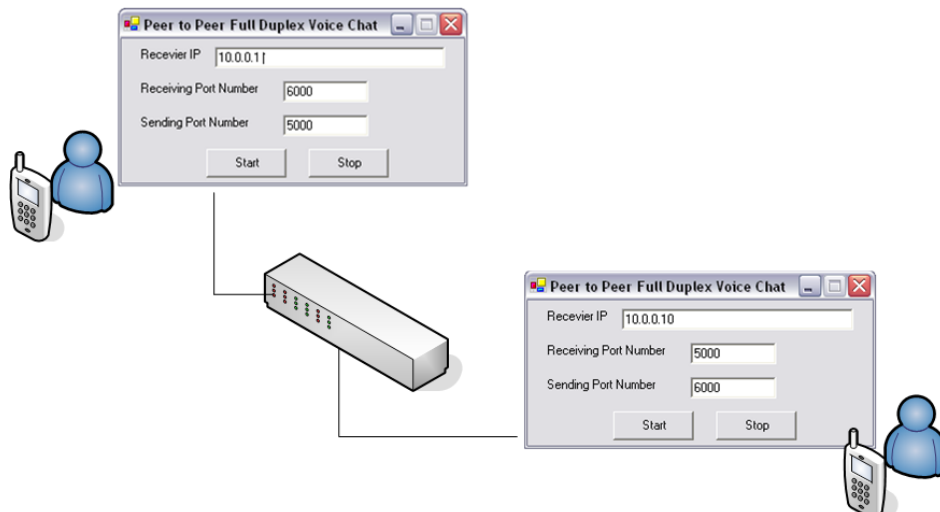 Peer to Peer Full Duplex Voice Chat
Recevier IP 10.0.0.1
Receiving Port Number 6000
Sending Port Number 5000
Start Stop
Peer to Peer Full Duplex Voice Chat
Recevier IP 10.0.0.10
Receiving Port Number 5000
Sending Port Number 6000
Start Stop